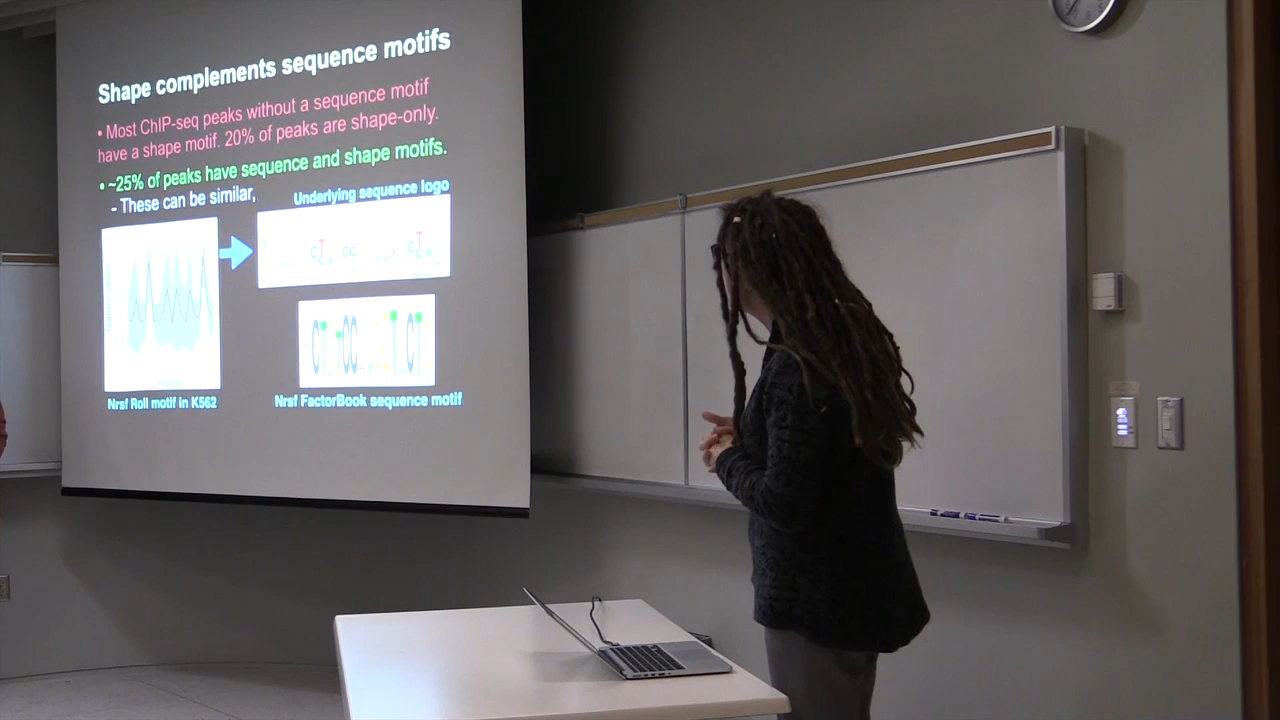 Shape complements sequence motifs
• Most ChIP-seq peaks without a sequence motif
have a shape motif. 20% of peaks are shape-only.
• ~25% of peaks have sequence and shape motifs.
- These can be similar,
Underlying sequence logo
Nrsf Roll motif in K562
Nrsf FactorBook sequence motif